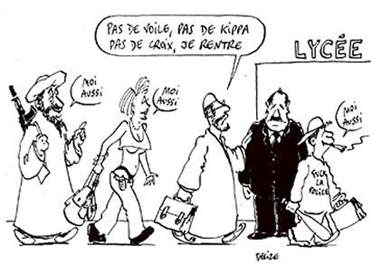 PAS DE VOILE, PAS DE KIPPA
PAS DE CROIX, JE RENTRE
LYCÉE
MOI
AUSSI
MOI
AUSSI
MOI
AUSSI
FUCK
LA
POLICE
DELIZE